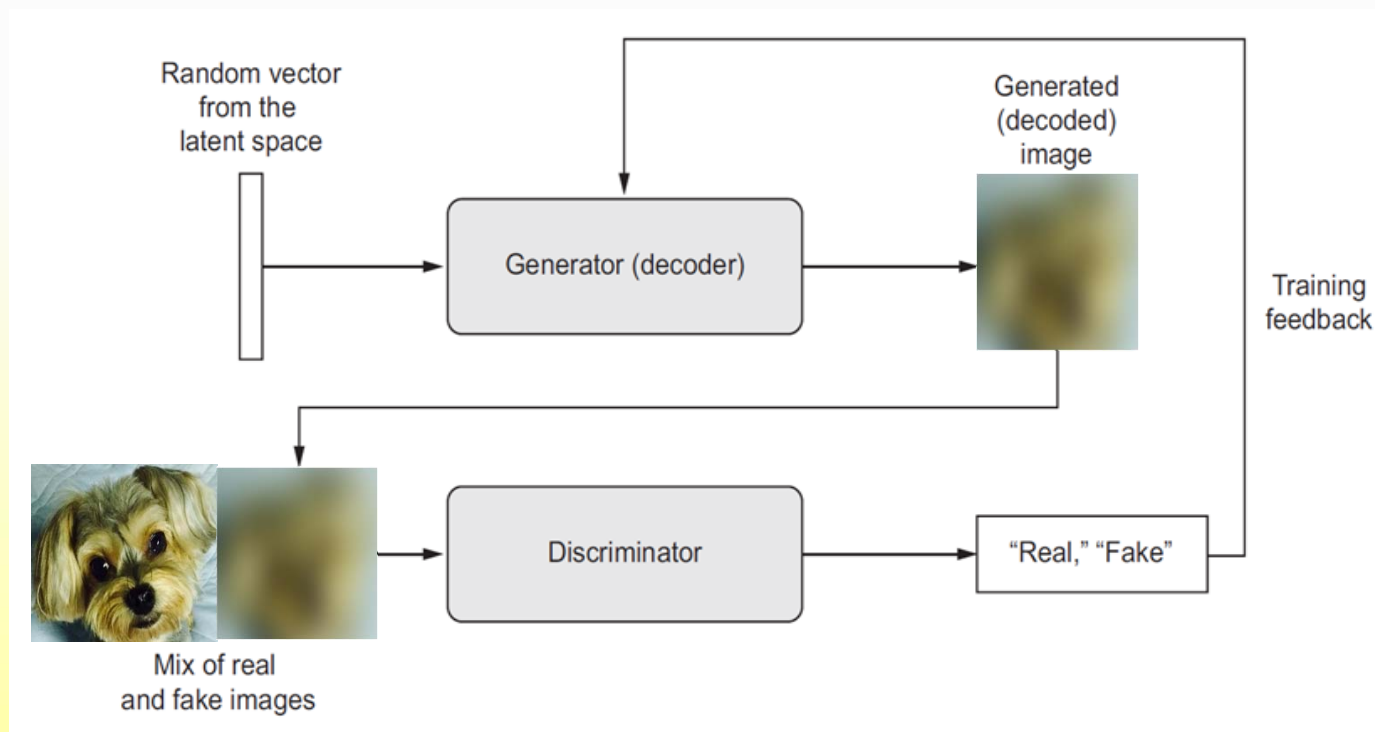 Random vector
from the
latent space
Generator (decoder)
Generated
(decoded)
image
Training
feedback
Mix of real
and fake images
Discriminator
“Real,” “Fake”